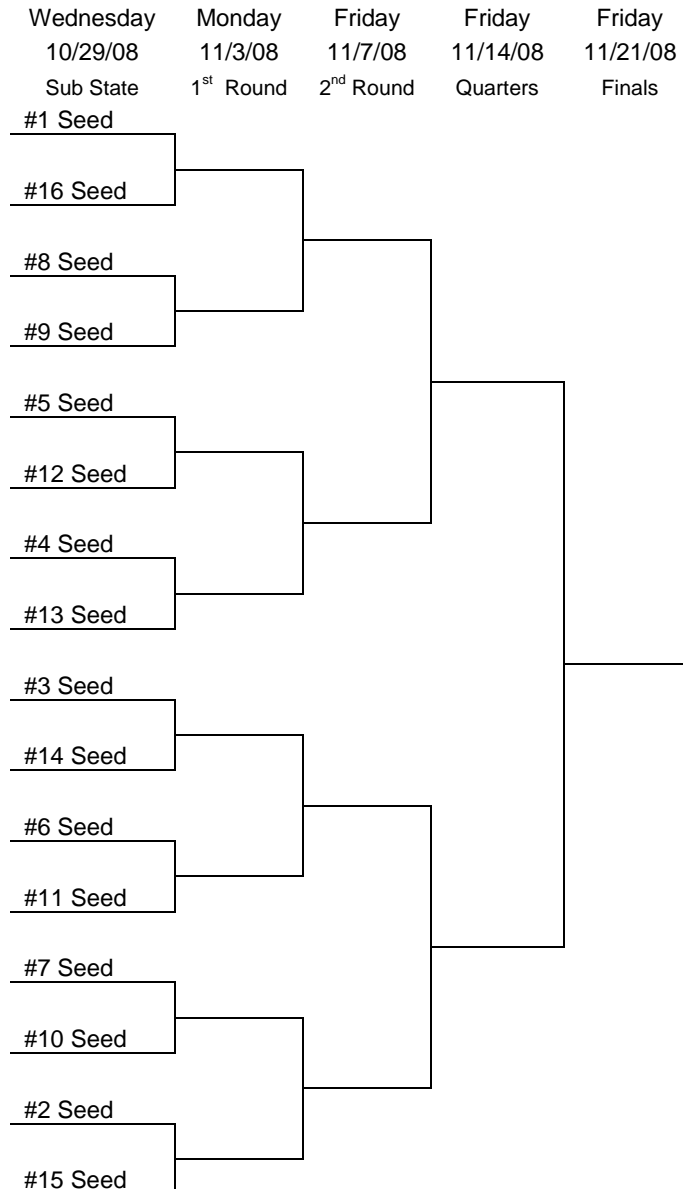 Wednesday Monday Friday Friday Friday
10/29/08 11/3/08 11/7/08 11/14/08 11/21/08
Sub State 1st Round 2nd Round Quarters Finals
#1 Seed
#16 Seed
#8 Seed
#9 Seed
#5 Seed
#12 Seed
#4 Seed
#13 Seed
#3 Seed
#14 Seed
#6 Seed
#11 Seed
#7 Seed
#10 Seed
#2 Seed
#15 Seed